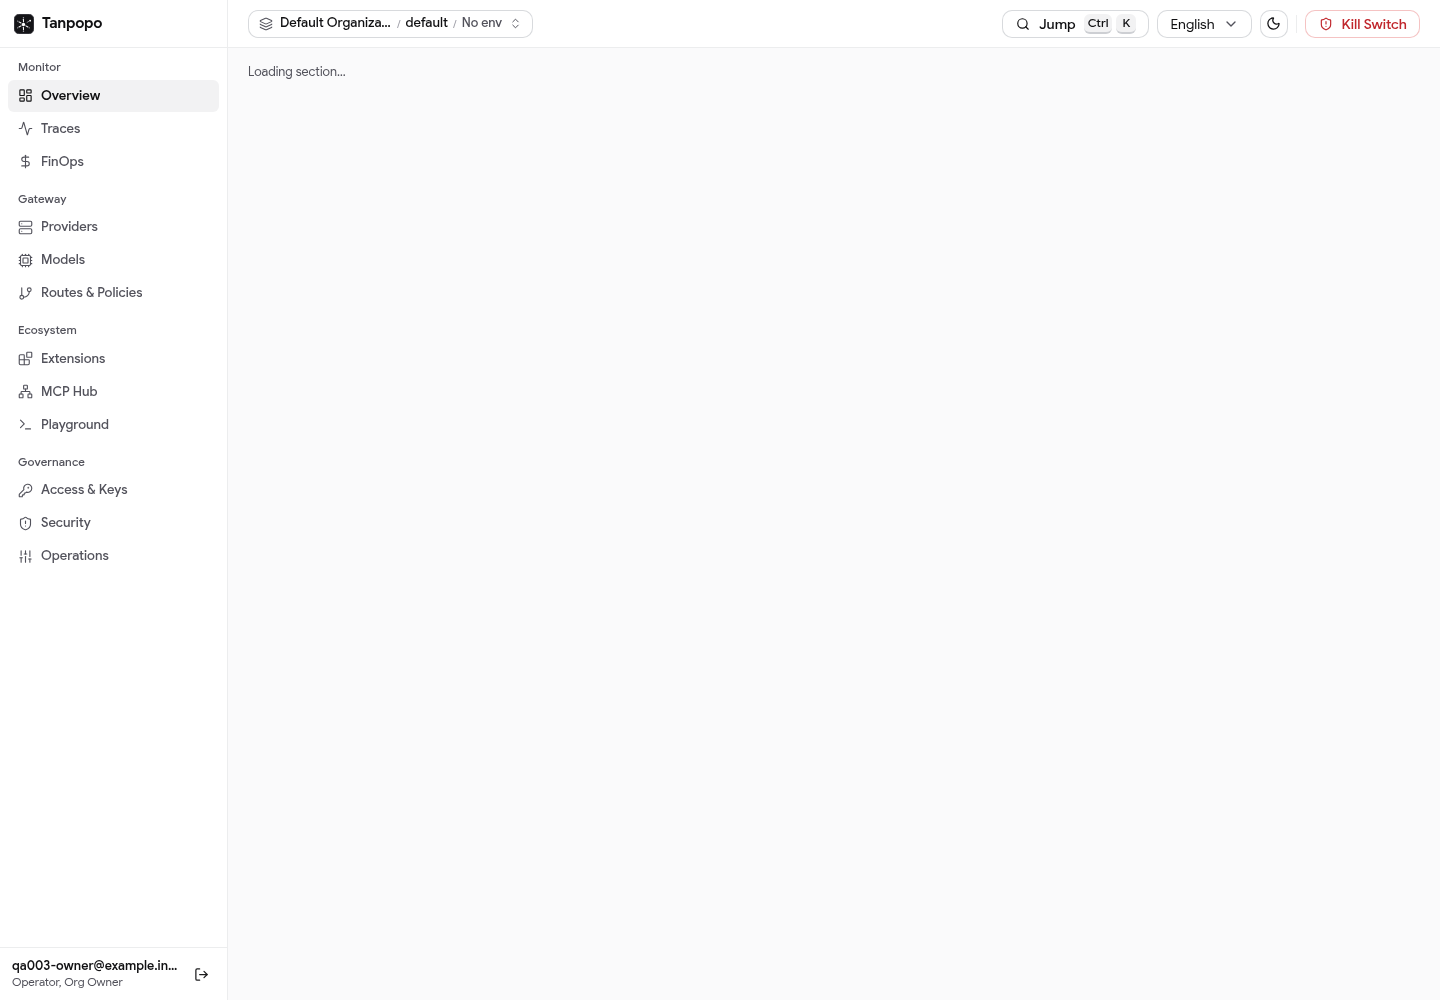 Tanpopo
Default Organiza... / default / No env
Jump Ctrl K
English
Kill Switch
Monitor
Overview
Traces
FinOps
Gateway
Providers
Models
Routes & Policies
Ecosystem
Extensions
MCP Hub
Playground
Governance
Access & Keys
Security
Operations
Loading section...
qa003-owner@example.in...
Operator, Org Owner